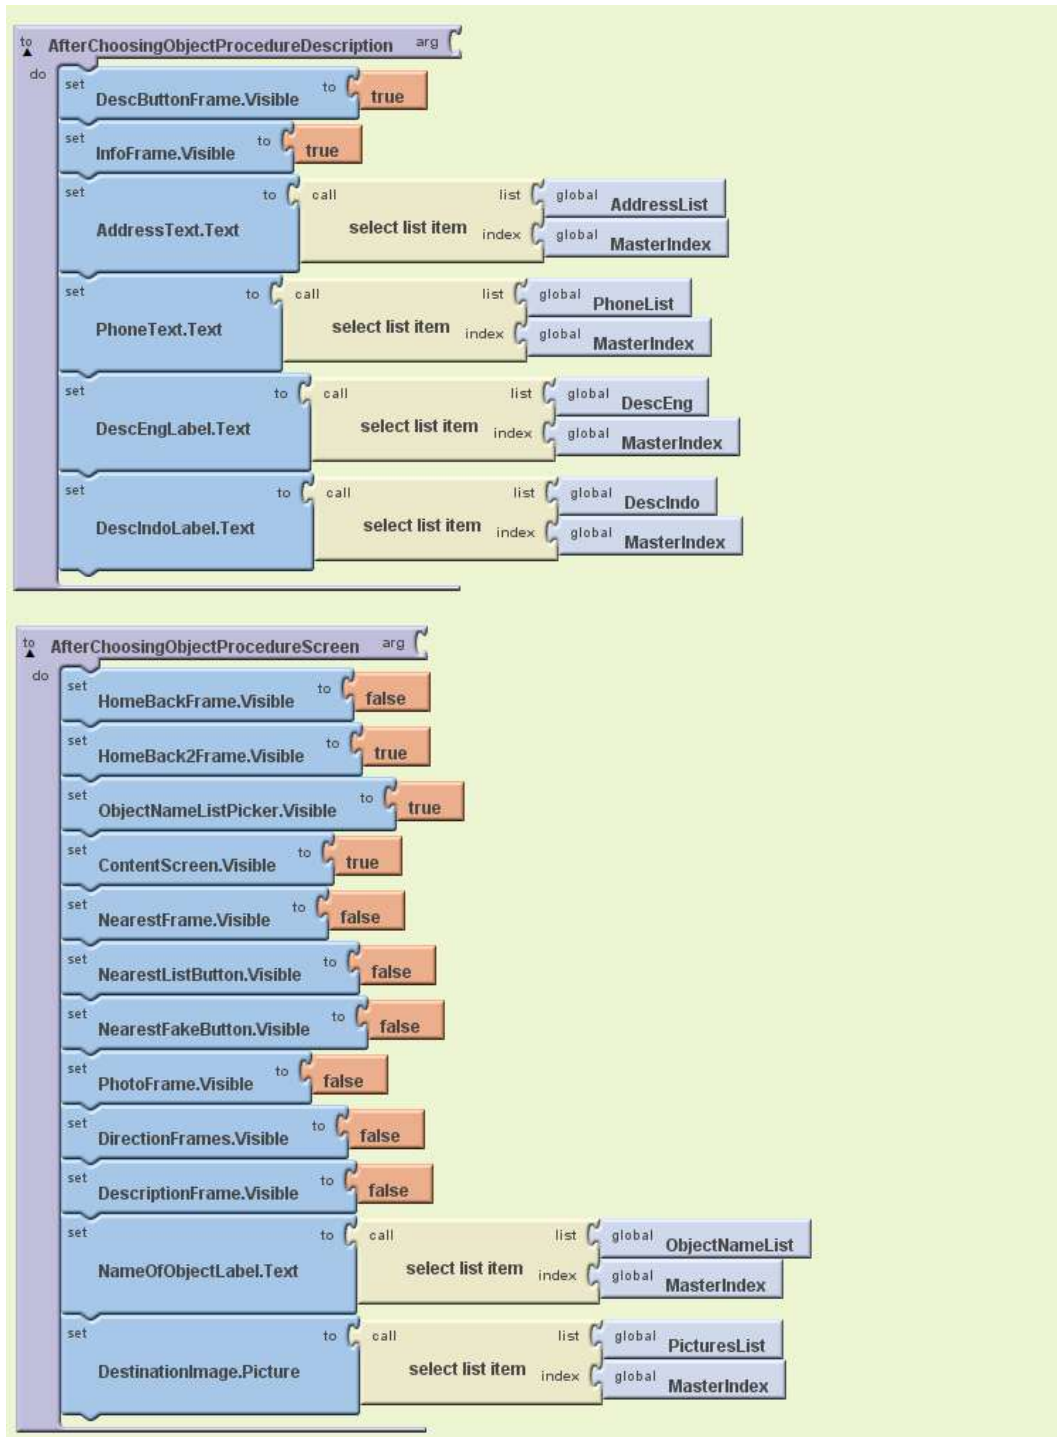 to AfterChoosingObjectProcedureDescription arg
do
set DescButtonFrame.Visible to true
set InfoFrame.Visible to true
set AddressText.Text to call select list item list global AddressList
index global MasterIndex
set PhoneText.Text to call select list item list global PhoneList
index global MasterIndex
set DescEngLabel.Text to call select list item list global DescEng
index global MasterIndex
set DescIndoLabel.Text to call select list item list global DescIndo
index global MasterIndex
to AfterChoosingObjectProcedureScreen arg
do
set HomeBackFrame.Visible to false
set HomeBack2Frame.Visible to true
set ObjectNameListPicker.Visible to true
set ContentScreen.Visible to true
set NearestFrame.Visible to false
set NearestListButton.Visible to false
set NearestFakeButton.Visible to false
set PhotoFrame.Visible to false
set DirectionFrames.Visible to false
set DescriptionFrame.Visible to false
set NameOfObjectLabel.Text to call select list item list global ObjectNameList
index global MasterIndex
set DestinationImage.Picture to call select list item list global PicturesList
index global MasterIndex